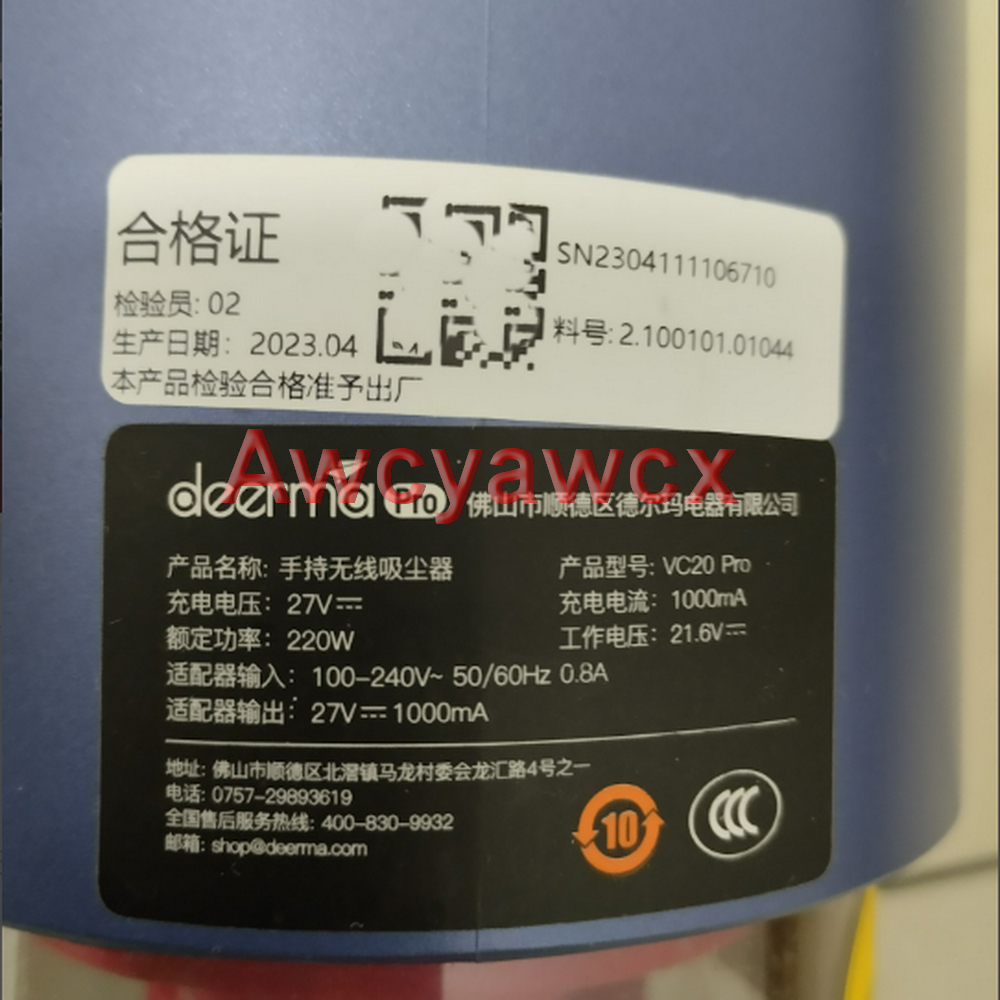 合格证
SN2304111106710
检验员: 02
生产日期: 2023.04
料号: 2.100101.01044
本产品检验合格准予出厂
Awcyawcx
deerma Pro 佛山市顺德区德尔玛电器有限公司
产品名称: 手持无线吸尘器 产品型号: VC20 Pro
充电电压: 27V⎓ 充电电流: 1000mA
额定功率: 220W 工作电压: 21.6V⎓
适配器输入: 100-240V~ 50/60Hz 0.8A
适配器输出: 27V⎓1000mA
地址: 佛山市顺德区北滘镇马龙村委会龙汇路4号之一
电话: 0757-29893619
全国售后服务热线: 400-830-9932
邮箱: shop@deerma.com
10
CCC